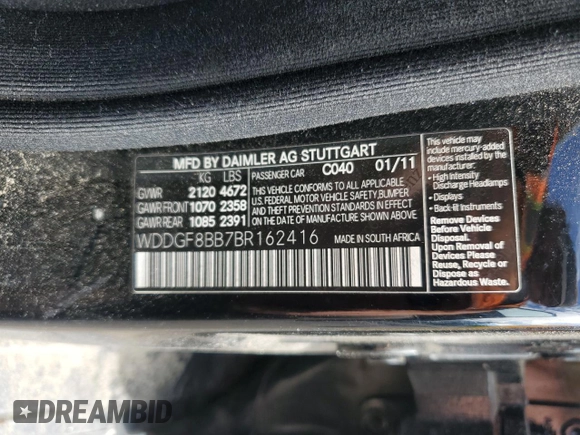 MFD BY DAIMLER AG STUTTGART
KG LBS PASSENGER CAR C040 01/11
GVWR 2120 4672
GAWR FRONT 1070 2358
GAWR REAR 1085 2391
THIS VEHICLE CONFORMS TO ALL APPLICABLE
U.S. FEDERAL MOTOR VEHICLE SAFETY BUMPER,
AND THEFT PREVENTION STANDARDS IN EFFECT
ON THE DATE OF MANUFACTURE SHOWN ABOVE.
WDDGF8BB7BR162416 MADE IN SOUTH AFRICA
This vehicle may
include mercury-added
devices installed by the
manufacturer:
- High Intensity
Discharge Headlamps
- Displays
- Bi-Xenon Headlamps
Remove Devices
Before Vehicle
Disposal.
Upon Removal of
Devices Please
Reuse, Recycle or
Dispose as
Hazardous Waste.
DREAMBID